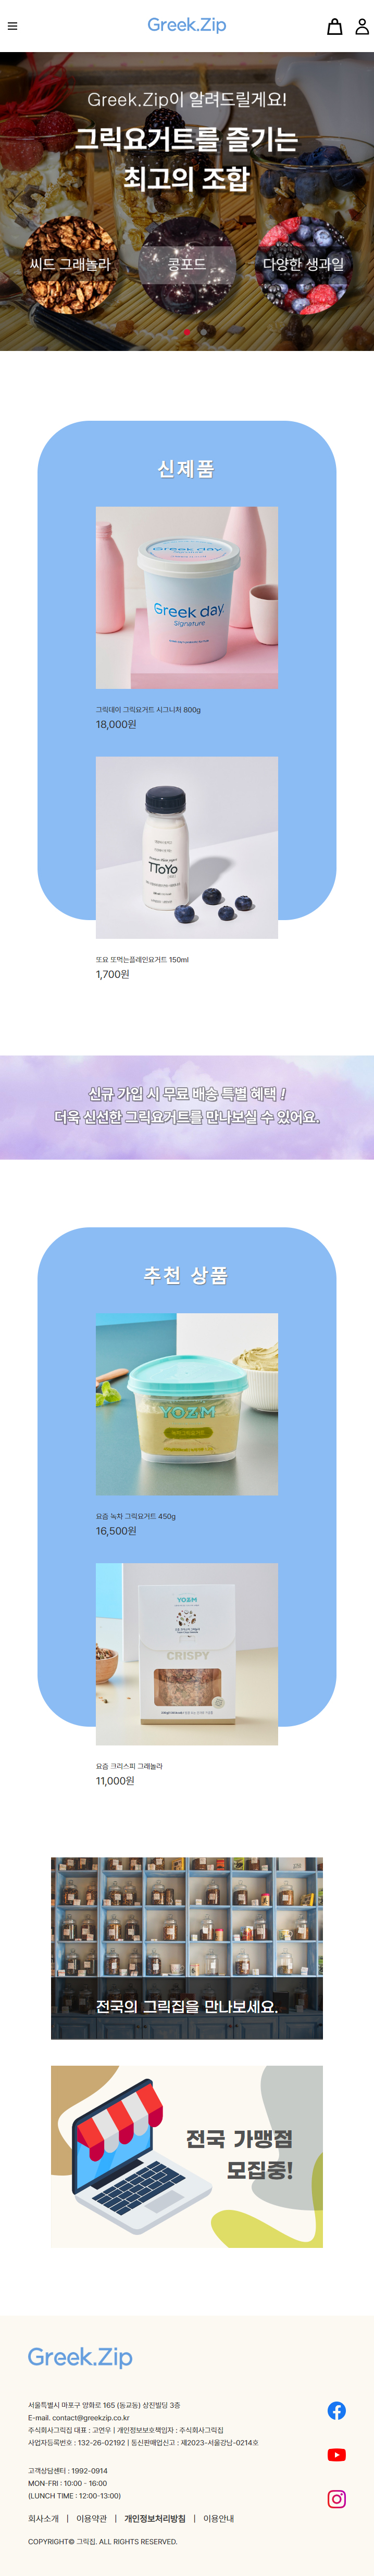 Greek.Zip
Greek.Zip이 알려드릴게요!
그릭요거트를 즐기는
최고의 조합
씨드 그래놀라
콩포드
다양한 생과일
신제품
Greek day
Greek day
Signature
그릭데이 그릭요거트 시그니처 800g
18,000원
TToYo
또요 또먹는플레인요거트 150ml
1,700원
신규 가입 시 무료 배송 특별 혜택 !
더욱 신선한 그릭요거트를 만나보실 수 있어요.
추천 상품
YOZM
요즘 녹차 그릭요거트 450g
16,500원
CRISPY
요즘 크리스피 그래놀라
11,000원
전국의 그릭집을 만나보세요.
전국 가맹점
모집중!
Greek.Zip
서울특별시 마포구 양화로 165 (동교동) 상진빌딩 3층
E-mail. contact@greekzip.co.kr
주식회사그릭집 대표 : 고연우 | 개인정보보호책임자 : 주식회사그릭집
사업자등록번호 : 132-26-02192 | 통신판매업신고 : 제2023-서울강남-0214호
고객상담센터 : 1992-0914
MON-FRI : 10:00 - 16:00
(LUNCH TIME : 12:00-13:00)
회사소개 | 이용약관 | 개인정보처리방침 | 이용안내
COPYRIGHT© 그릭집. ALL RIGHTS RESERVED.